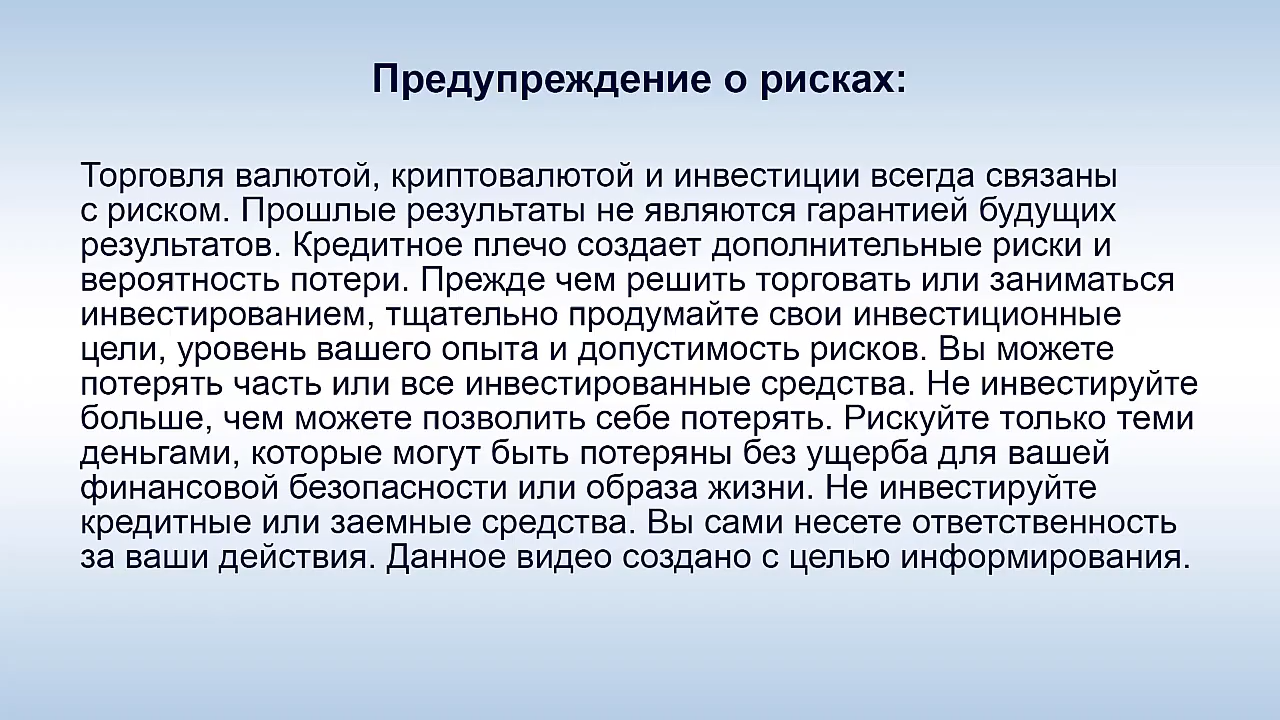 Предупреждение о рисках:
Торговля валютой, криптовалютой и инвестиции всегда связаны
с риском. Прошлые результаты не являются гарантией будущих
результатов. Кредитное плечо создает дополнительные риски и
вероятность потери. Прежде чем решить торговать или заниматься
инвестированием, тщательно продумайте свои инвестиционные
цели, уровень вашего опыта и допустимость рисков. Вы можете
потерять часть или все инвестированные средства. Не инвестируйте
больше, чем можете позволить себе потерять. Рискуйте только теми
деньгами, которые могут быть потеряны без ущерба для вашей
финансовой безопасности или образа жизни. Не инвестируйте
кредитные или заемные средства. Вы сами несете ответственность
за ваши действия. Данное видео создано с целью информирования.